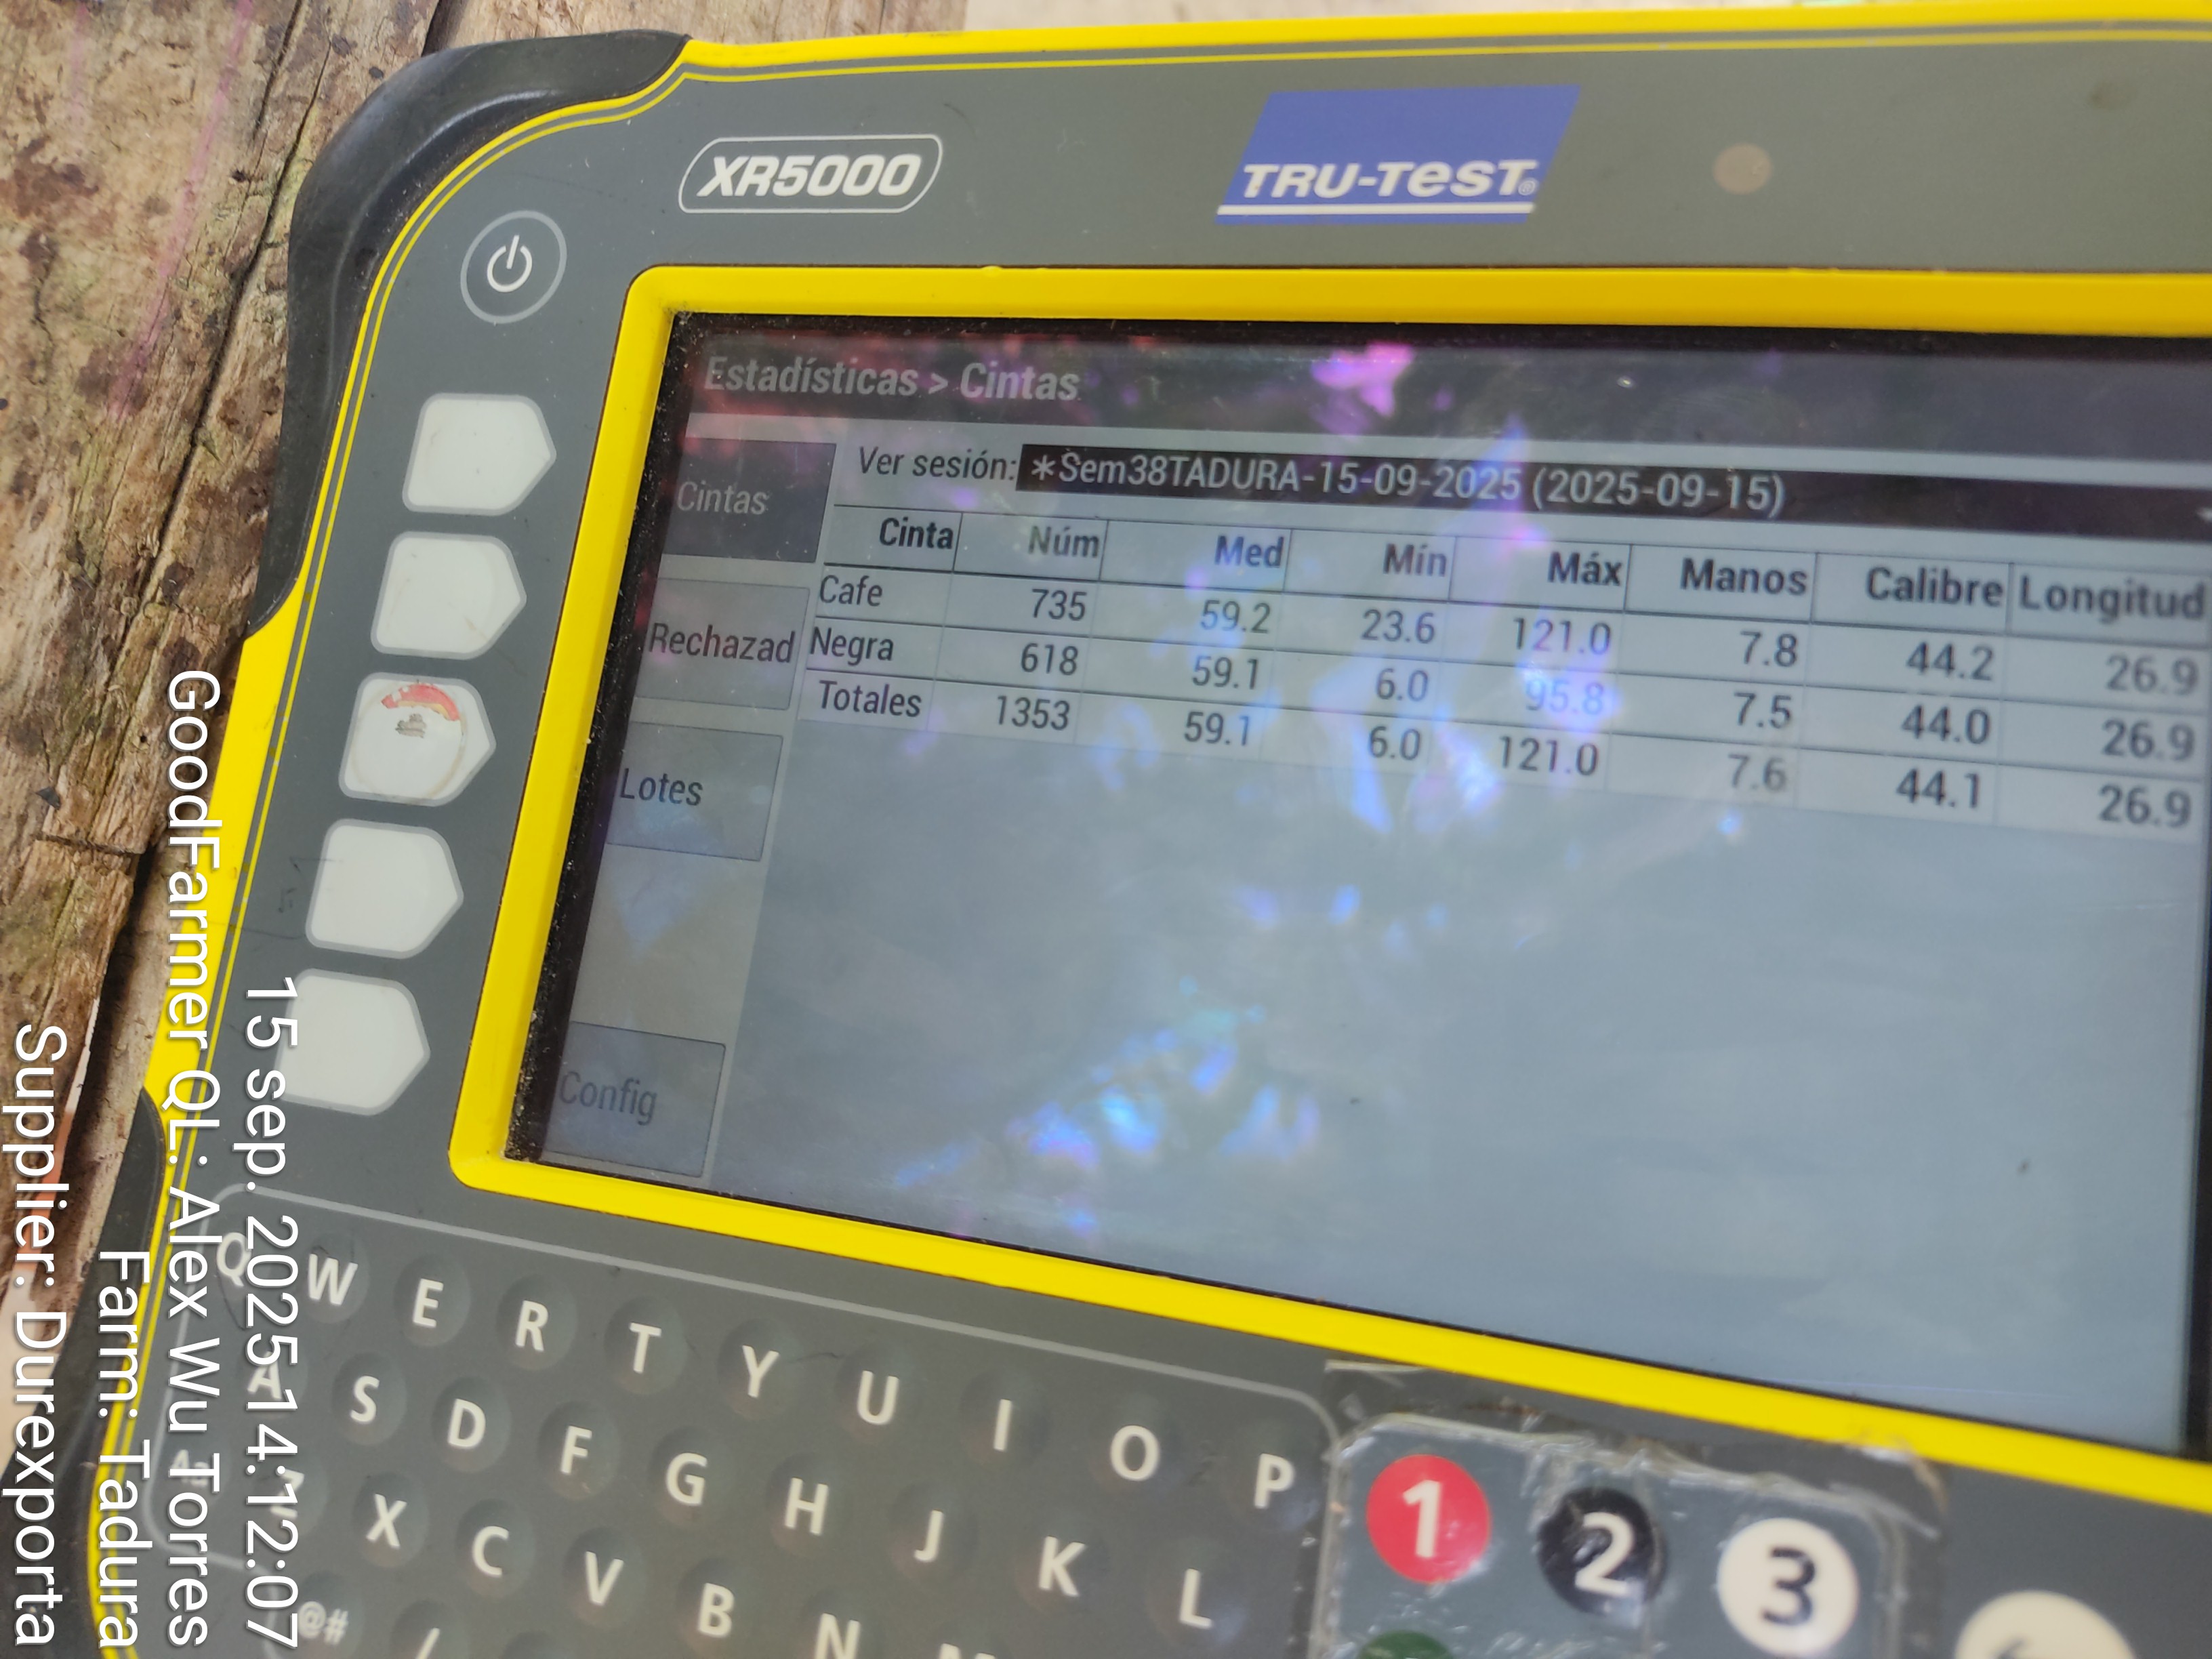 XR5000
TRU-TEST®
Estadísticas > Cintas
Ver sesión: *Sem38TADURA-15-09-2025 (2025-09-15)
Cinta Núm Med Mín Máx Manos Calibre Longitud
Cafe 735 59.2 23.6 121.0 7.8 44.2 26.9
Negra 618 59.1 6.0 95.8 7.5 44.0 26.9
Totales 1353 59.1 6.0 121.0 7.6 44.1 26.9
Cintas
Rechazad
Lotes
Config
1 2 3
Q W E R T Y U I O P
A S D F G H J K L
Z X C V B N
@# /
15 sep. 2025 14:12:07
GoodFarmer QL: Alex Wu Torres
Farm: Tadura
Supplier: Durexporta